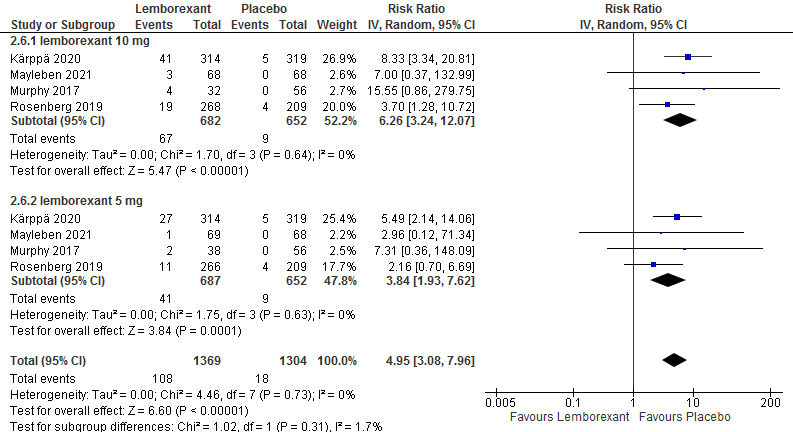 Lemborexant Placebo Risk Ratio Risk Ratio
Study or Subgroup Events Total Events Total Weight IV, Random, 95% CI IV, Random, 95% CI
2.6.1 lemborexant 10 mg
Kärppä 2020 41 314 5 319 26.9% 8.33 [3.34, 20.81]
Mayleben 2021 3 68 0 68 2.6% 7.00 [0.37, 132.99]
Murphy 2017 4 32 0 56 2.7% 15.55 [0.86, 279.75]
Rosenberg 2019 19 268 4 209 20.0% 3.70 [1.28, 10.72]
Subtotal (95% CI) 682 652 52.2% 6.26 [3.24, 12.07]
Total events 67 9
Heterogeneity: Tau² = 0.00; Chi² = 1.70, df = 3 (P = 0.64); I² = 0%
Test for overall effect: Z = 5.47 (P < 0.00001)
2.6.2 lemborexant 5 mg
Kärppä 2020 27 314 5 319 25.4% 5.49 [2.14, 14.06]
Mayleben 2021 1 69 0 68 2.2% 2.96 [0.12, 71.34]
Murphy 2017 2 38 0 56 2.5% 7.31 [0.36, 148.09]
Rosenberg 2019 11 266 4 209 17.7% 2.16 [0.70, 6.69]
Subtotal (95% CI) 687 652 47.8% 3.84 [1.93, 7.62]
Total events 41 9
Heterogeneity: Tau² = 0.00; Chi² = 1.75, df = 3 (P = 0.63); I² = 0%
Test for overall effect: Z = 3.84 (P = 0.0001)
Total (95% CI) 1369 1304 100.0% 4.95 [3.08, 7.96]
Total events 108 18
Heterogeneity: Tau² = 0.00; Chi² = 4.46, df = 7 (P = 0.73); I² = 0%
Test for overall effect: Z = 6.60 (P < 0.00001)
Test for subgroup differences: Chi² = 1.02, df = 1 (P = 0.31), I² = 1.7%
0.005 0.1 1 10 200
Favours Lemborexant Favours Placebo